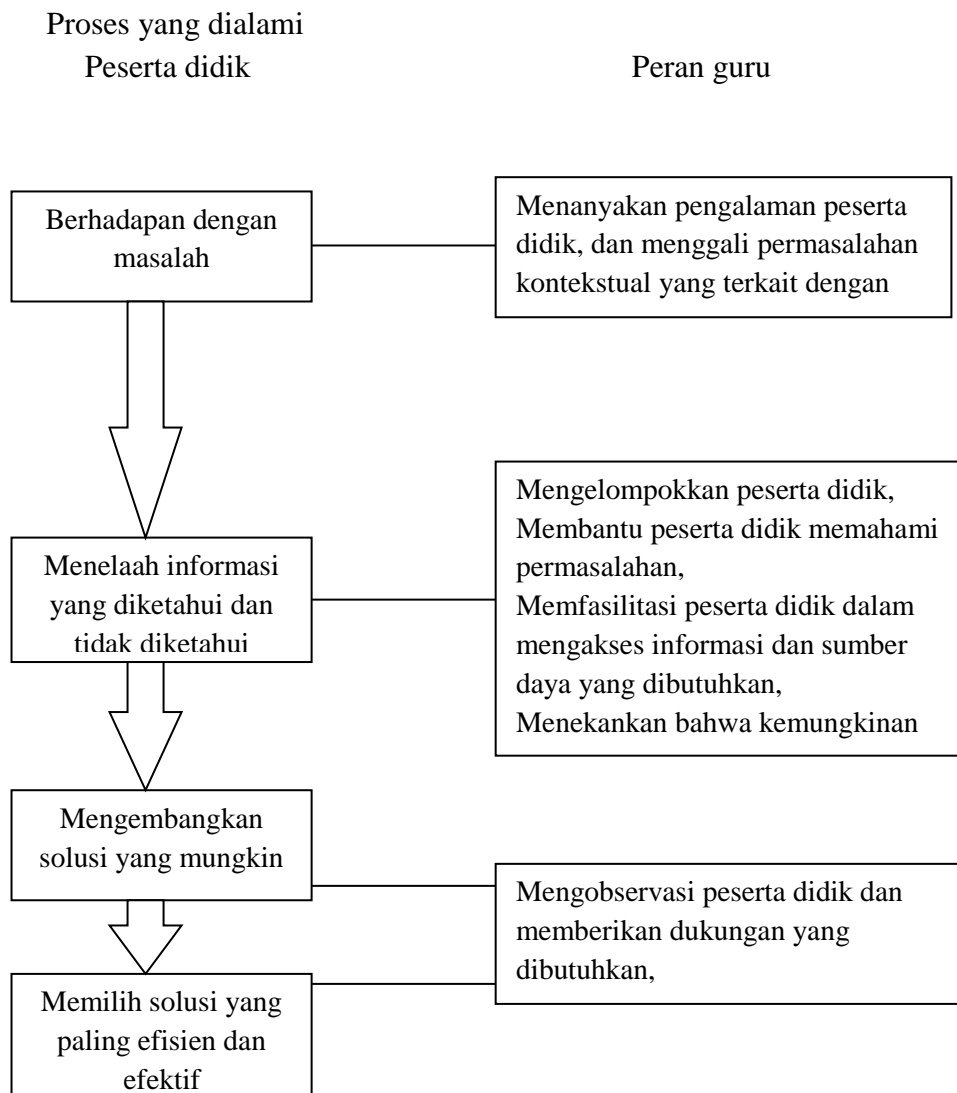 Proses yang dialami
Peserta didik
Peran guru
Berhadapan dengan
masalah
Menanyakan pengalaman peserta
didik, dan menggali permasalahan
kontekstual yang terkait dengan
Menelaah informasi
yang diketahui dan
tidak diketahui
Mengelompokkan peserta didik,
Membantu peserta didik memahami
permasalahan,
Memfasilitasi peserta didik dalam
mengakses informasi dan sumber
daya yang dibutuhkan,
Menekankan bahwa kemungkinan
Mengembangkan
solusi yang mungkin
Mengobservasi peserta didik dan
memberikan dukungan yang
dibutuhkan,
Memilih solusi yang
paling efisien dan
efektif